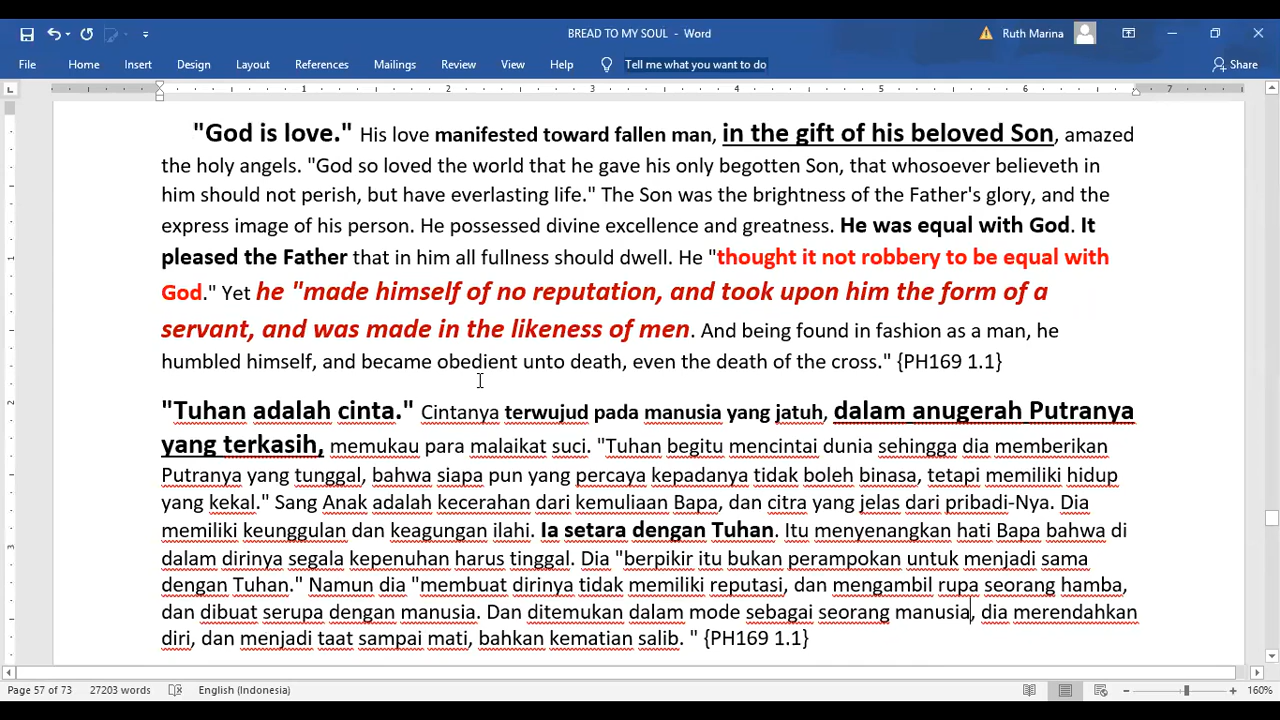 BREAD TO MY SOUL - Word
Ruth Marina
File Home Insert Design Layout References Mailings Review View Help Tell me what you want to do Share
1 2 3 4 5 6 7
"God is love." His love manifested toward fallen man, in the gift of his beloved Son, amazed
the holy angels. "God so loved the world that he gave his only begotten Son, that whosoever believeth in
him should not perish, but have everlasting life." The Son was the brightness of the Father's glory, and the
express image of his person. He possessed divine excellence and greatness. He was equal with God. It
pleased the Father that in him all fullness should dwell. He "thought it not robbery to be equal with
God." Yet he "made himself of no reputation, and took upon him the form of a
servant, and was made in the likeness of men. And being found in fashion as a man, he
humbled himself, and became obedient unto death, even the death of the cross." {PH169 1.1}
"Tuhan adalah cinta." Cintanya terwujud pada manusia yang jatuh, dalam anugerah Putranya
yang terkasih, memukau para malaikat suci. "Tuhan begitu mencintai dunia sehingga dia memberikan
Putranya yang tunggal, bahwa siapa pun yang percaya kepadanya tidak boleh binasa, tetapi memiliki hidup
yang kekal." Sang Anak adalah kecerahan dari kemuliaan Bapa, dan citra yang jelas dari pribadi-Nya. Dia
memiliki keunggulan dan keagungan ilahi. Ia setara dengan Tuhan. Itu menyenangkan hati Bapa bahwa di
dalam dirinya segala kepenuhan harus tinggal. Dia "berpikir itu bukan perampokan untuk menjadi sama
dengan Tuhan." Namun dia "membuat dirinya tidak memiliki reputasi, dan mengambil rupa seorang hamba,
dan dibuat serupa dengan manusia. Dan ditemukan dalam mode sebagai seorang manusia, dia merendahkan
diri, dan menjadi taat sampai mati, bahkan kematian salib. " {PH169 1.1}
1
2
3
Page 57 of 73 27203 words English (Indonesia) 160%